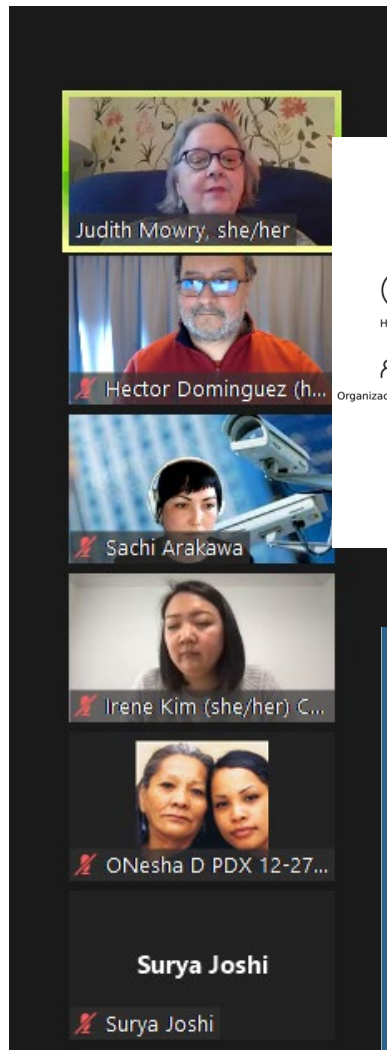 Judith Mowry, she/her
Hector Dominguez (h...
Sachi Arakawa
Irene Kim (she/her) C...
ONesha D PDX 12-27...
Surya Joshi
Surya Joshi
H
Organizac